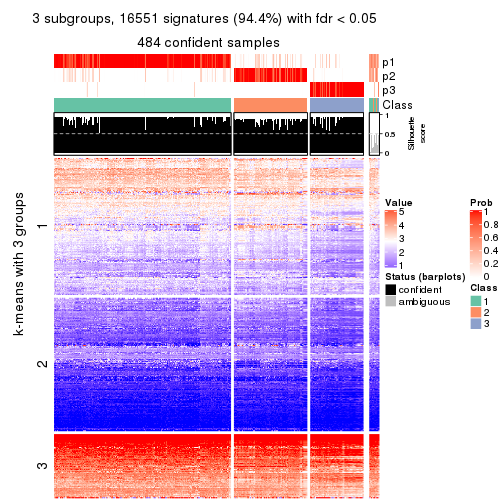 3 subgroups, 16551 signatures (94.4%) with fdr < 0.05
484 confident samples
p1
p2
p3
Class
1
0.5
0
Silhouette
score
k-means with 3 groups
1
2
3
Value
5
4
3
2
1
Status (barplots)
confident
ambiguous
Prob
1
0.8
0.6
0.4
0.2
0
Class
1
2
3